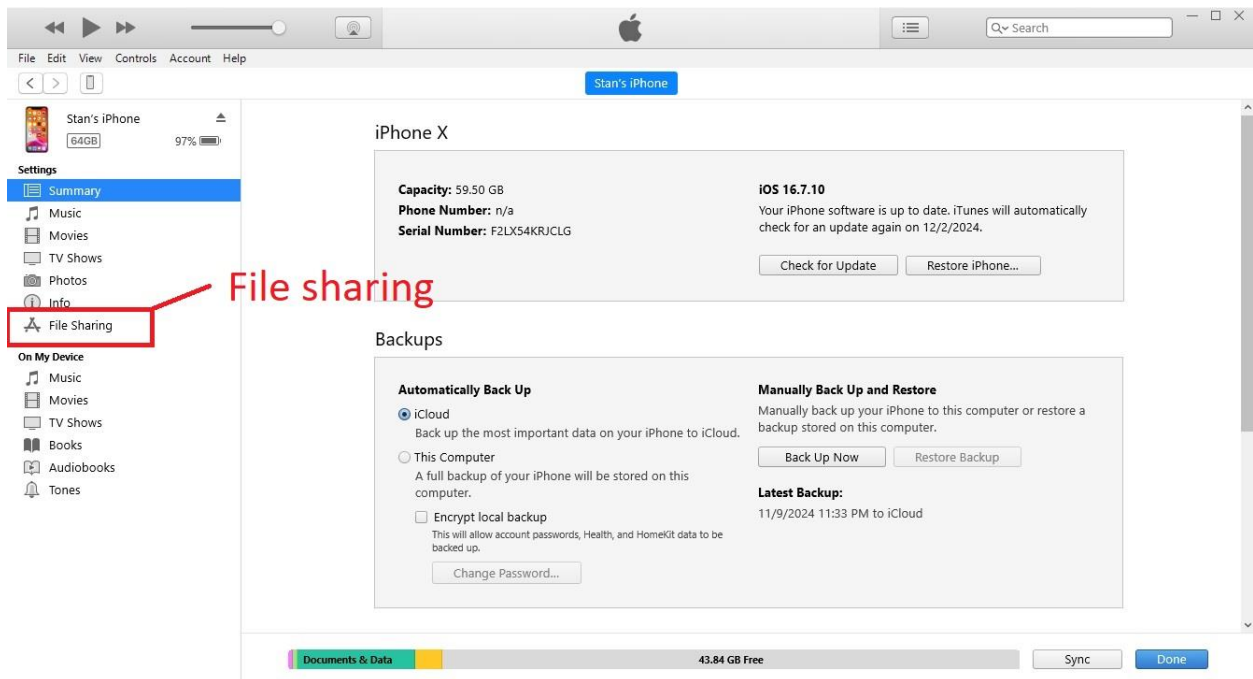 Search
File Edit View Controls Account Help
Stan's iPhone
Stan's iPhone
64GB 97%
Settings
Summary
Music
Movies
TV Shows
Photos
Info
File Sharing
File sharing
On My Device
Music
Movies
TV Shows
Books
Audiobooks
Tones
iPhone X
Capacity: 59.50 GB
Phone Number: n/a
Serial Number: F2LX54KRJCLG
iOS 16.7.10
Your iPhone software is up to date. iTunes will automatically
check for an update again on 12/2/2024.
Check for Update Restore iPhone...
Backups
Automatically Back Up
iCloud
Back up the most important data on your iPhone to iCloud.
This Computer
A full backup of your iPhone will be stored on this
computer.
Encrypt local backup
This will allow account passwords, Health, and HomeKit data to be
backed up.
Change Password...
Manually Back Up and Restore
Manually back up your iPhone to this computer or restore a
backup stored on this computer.
Back Up Now Restore Backup
Latest Backup:
11/9/2024 11:33 PM to iCloud
Documents & Data 43.84 GB Free Sync Done